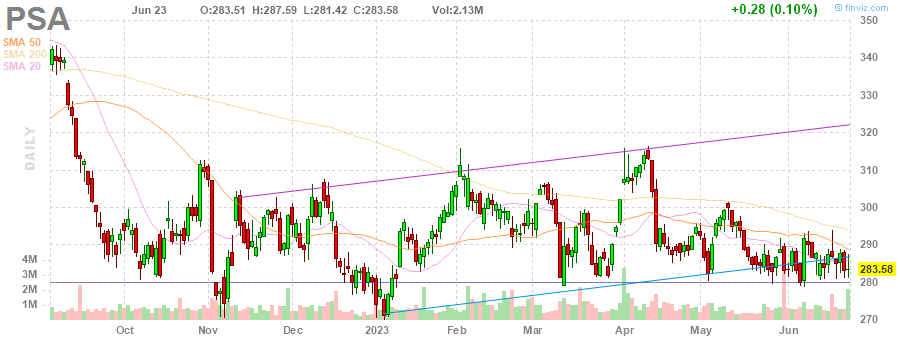 PSA
Jun 23 O:283.51 H:287.59 L:281.42 C:283.58 Vol:2.13M +0.28 (0.10%)
© finviz.com
SMA 50
SMA 200
SMA 20
DAILY
350
340
330
320
310
300
290
283.58
280
270
4M
3M
2M
1M
Oct Nov Dec 2023 Feb Mar Apr May Jun